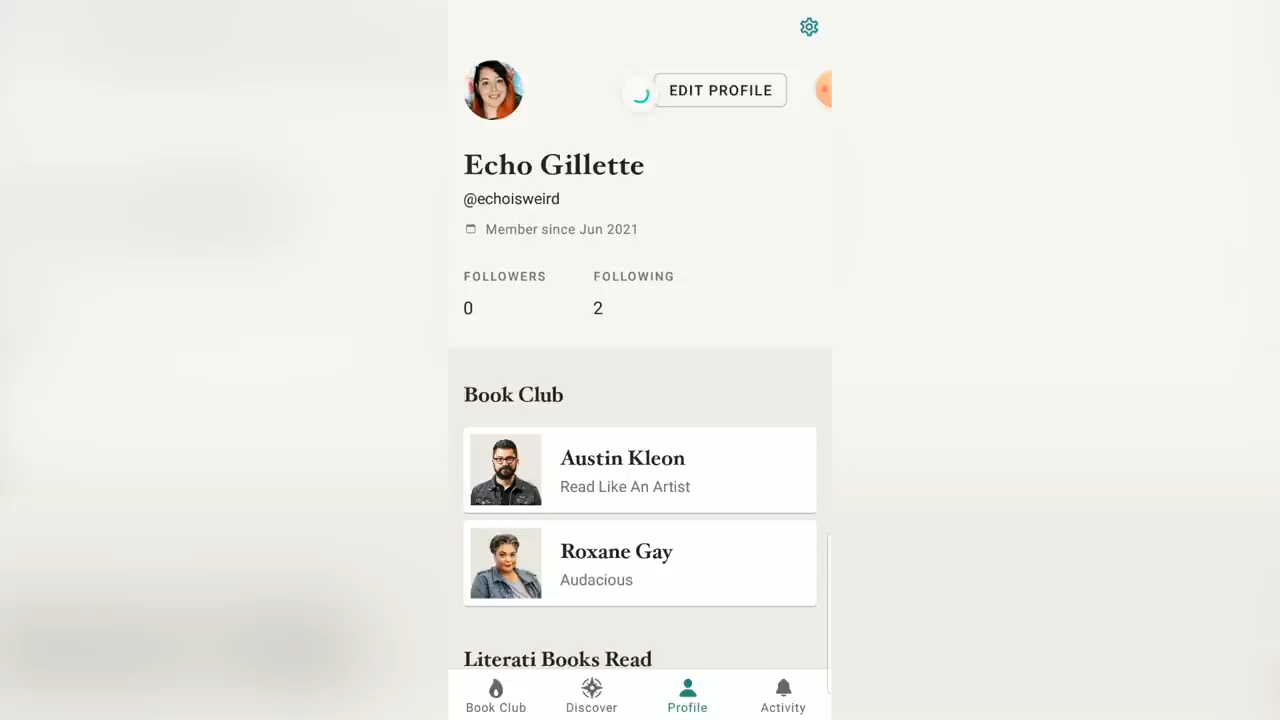 EDIT PROFILE
Echo Gillette
@echoisweird
Member since Jun 2021
FOLLOWERS FOLLOWING
0 2
Book Club
Austin Kleon
Read Like An Artist
Roxane Gay
Audacious
Literati Books Read
Book Club Discover Profile Activity